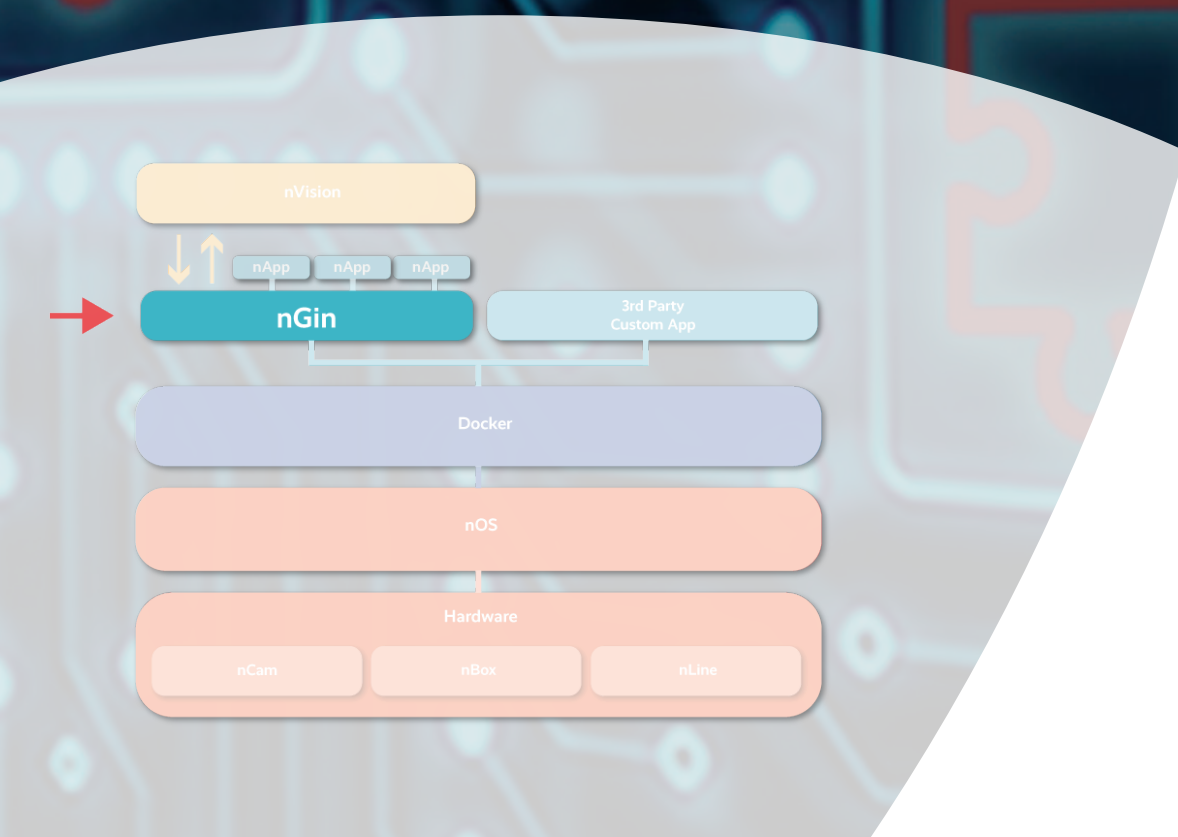 nVision
nApp nApp nApp
nGin
3rd Party
Custom App
Docker
nOS
Hardware
nCam nBox nLine